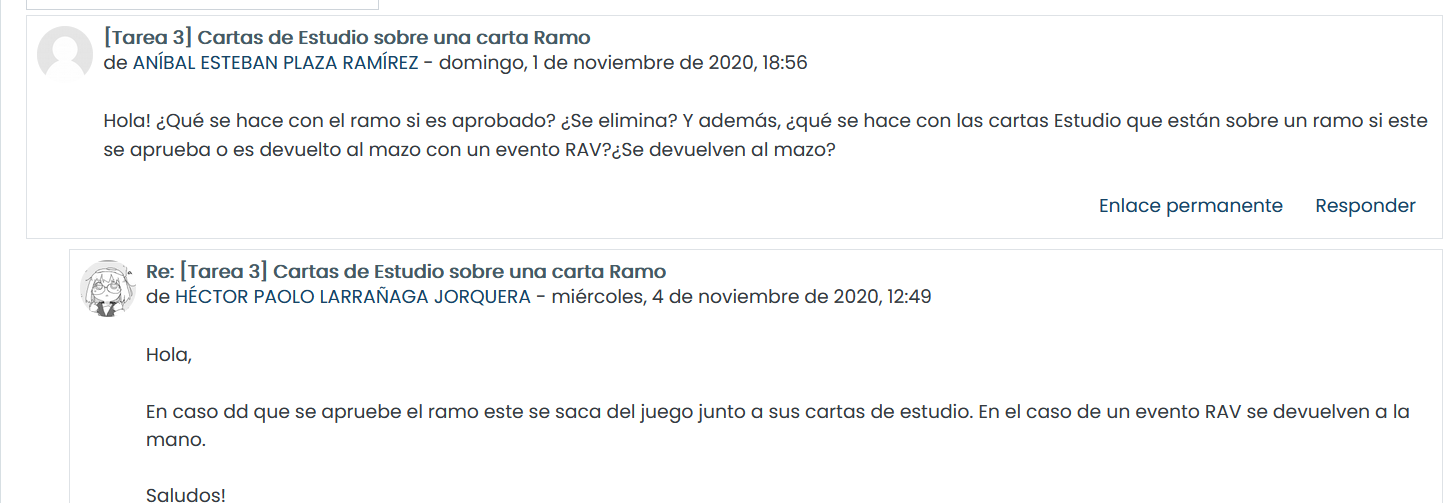 [Tarea 3] Cartas de Estudio sobre una carta Ramo
de ANÍBAL ESTEBAN PLAZA RAMÍREZ - domingo, 1 de noviembre de 2020, 18:56
Hola! ¿Qué se hace con el ramo si es aprobado? ¿Se elimina? Y además, ¿qué se hace con las cartas Estudio que están sobre un ramo si este
se aprueba o es devuelto al mazo con un evento RAV?¿Se devuelven al mazo?
Enlace permanente Responder
Re: [Tarea 3] Cartas de Estudio sobre una carta Ramo
de HÉCTOR PAOLO LARRAÑAGA JORQUERA - miércoles, 4 de noviembre de 2020, 12:49
Hola,
En caso dd que se apruebe el ramo este se saca del juego junto a sus cartas de estudio. En el caso de un evento RAV se devuelven a la
mano.
Saludos!